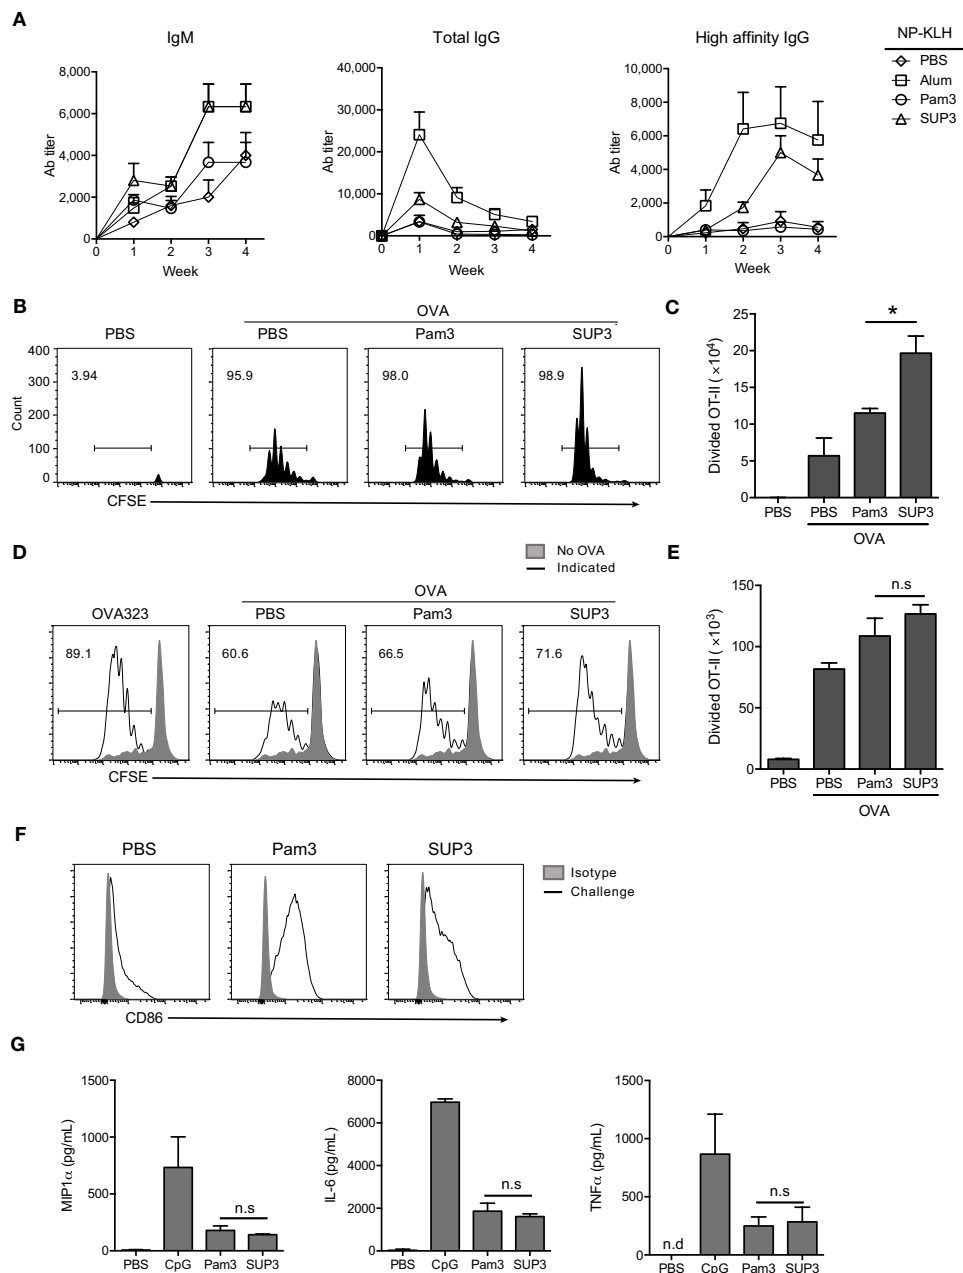 A
IgM
Total IgG
High affinity IgG
NP-KLH
PBS
Alum
Pam3
SUP3
Ab titer
8,000
6,000
4,000
2,000
0
1 2 3 4
Week
Ab titer
40,000
30,000
20,000
10,000
0
0 1 2 3 4
Week
Ab titer
10,000
8,000
6,000
4,000
2,000
0
0 1 2 3 4
Week
B
OVA
PBS
PBS
Pam3
SUP3
Count
400
300
200
100
0
3.94
95.9
98.0
98.9
CFSE
C
Divided OT-II ( ×10⁴)
25
20
15
10
5
0
*
PBS PBS Pam3 SUP3
OVA
D
No OVA
Indicated
OVA
OVA323
PBS
Pam3
SUP3
89.1
60.6
66.5
71.6
CFSE
E
Divided OT-II ( ×10³)
150
100
50
0
n.s
PBS PBS Pam3 SUP3
OVA
F
PBS
Pam3
SUP3
Isotype
Challenge
CD86
G
MIP1α (pg/mL)
1500
1000
500
0
n.s
PBS CpG Pam3 SUP3
IL-6 (pg/mL)
8000
6000
4000
2000
0
n.s
PBS CpG Pam3 SUP3
TNFα (pg/mL)
1500
1000
500
0
n.d
n.s
PBS CpG Pam3 SUP3